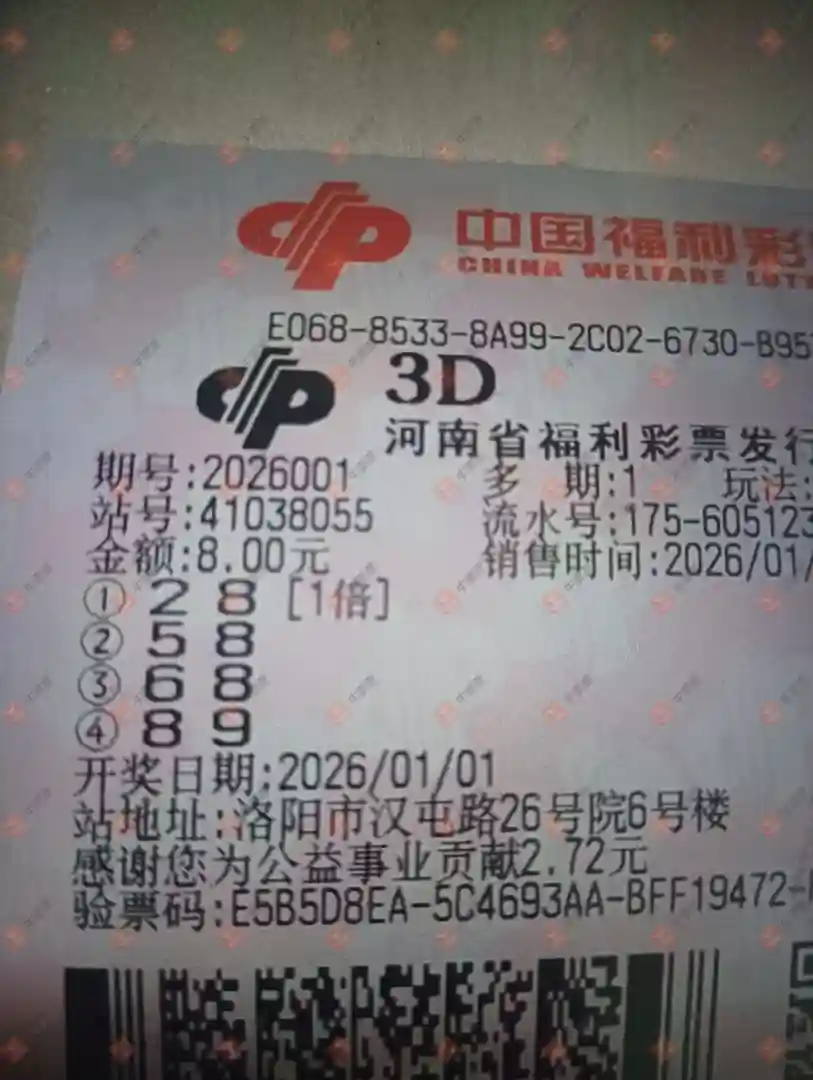 中国福利彩
CHINA WELFARE LOTT
E068-8533-8A99-2C02-6730-B95
3D
河南省福利彩票发行
期号:2026001 多 期:1 玩法:
站号:41038055 流水号:175-605123
金额:8.00元 销售时间:2026/01/
① 2 8 [1倍]
② 5 8
③ 6 8
④ 8 9
开奖日期:2026/01/01
站地址:洛阳市汉屯路26号院6号楼
感谢您为公益事业贡献2.72元
验票码:E5B5D8EA-5C4693AA-BFF19472-